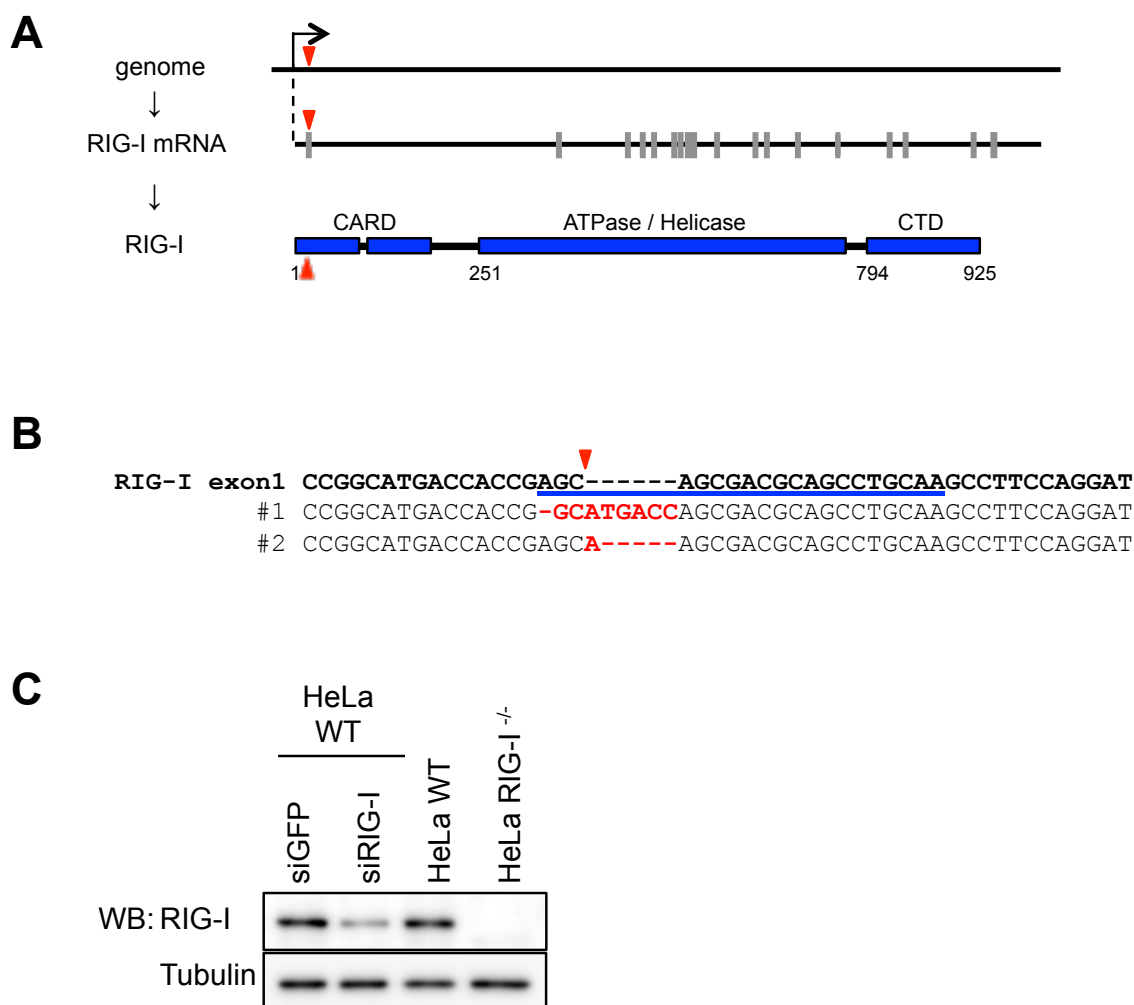 A
genome
↓
RIG-I mRNA
↓
CARD ATPase / Helicase CTD
RIG-I
1 251 794 925
B
RIG-I exon1 CCGGCATGACCACCGAGC------AGCGACGCAGCCTGCAAGCCTTCCAGGAT
#1 CCGGCATGACCACCG-GCATGACCAGCGACGCAGCCTGCAAGCCTTCCAGGAT
#2 CCGGCATGACCACCGAGCA-----AGCGACGCAGCCTGCAAGCCTTCCAGGAT
C
HeLa
WT
siGFP
siRIG-I
HeLa WT
HeLa RIG-I -/-
WB: RIG-I
Tubulin